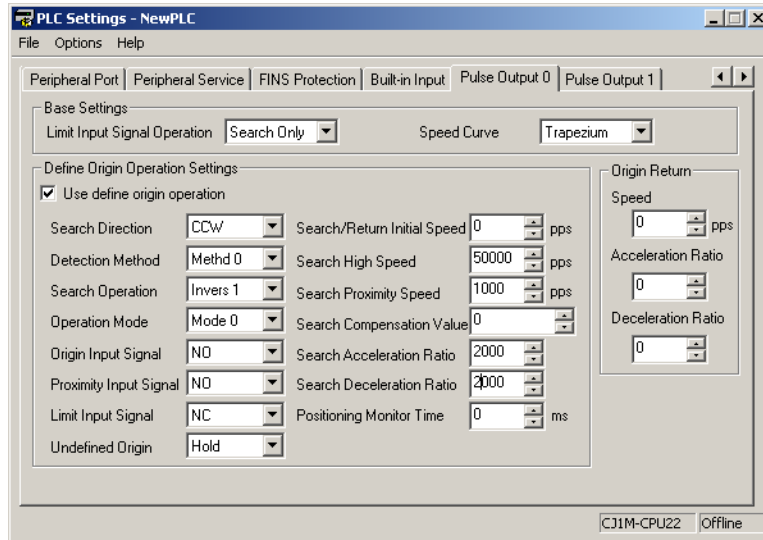 PLC Settings - NewPLC
File Options Help
Peripheral Port Peripheral Service FINS Protection Built-in Input Pulse Output 0 Pulse Output 1
Base Settings
Limit Input Signal Operation Search Only Speed Curve Trapezium
Define Origin Operation Settings
Use define origin operation
Search Direction CCW Search/Return Initial Speed 0 pps
Detection Method Methd 0 Search High Speed 50000 pps
Search Operation Invers 1 Search Proximity Speed 1000 pps
Operation Mode Mode 0 Search Compensation Value 0
Origin Input Signal NO Search Acceleration Ratio 2000
Proximity Input Signal NO Search Deceleration Ratio 2000
Limit Input Signal NC Positioning Monitor Time 0 ms
Undefined Origin Hold
Origin Return
Speed
0 pps
Acceleration Ratio
0
Deceleration Ratio
0
CJ1M-CPU22 Offline